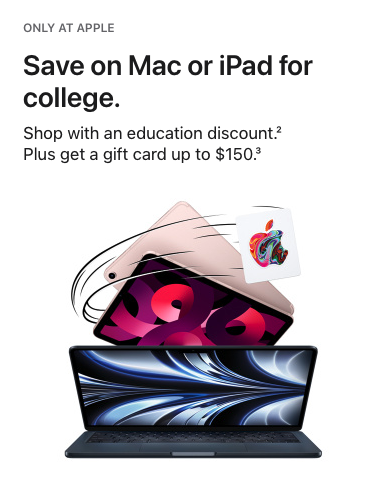 ONLY AT APPLE
Save on Mac or iPad for
college.
Shop with an education discount.²
Plus get a gift card up to $150.³